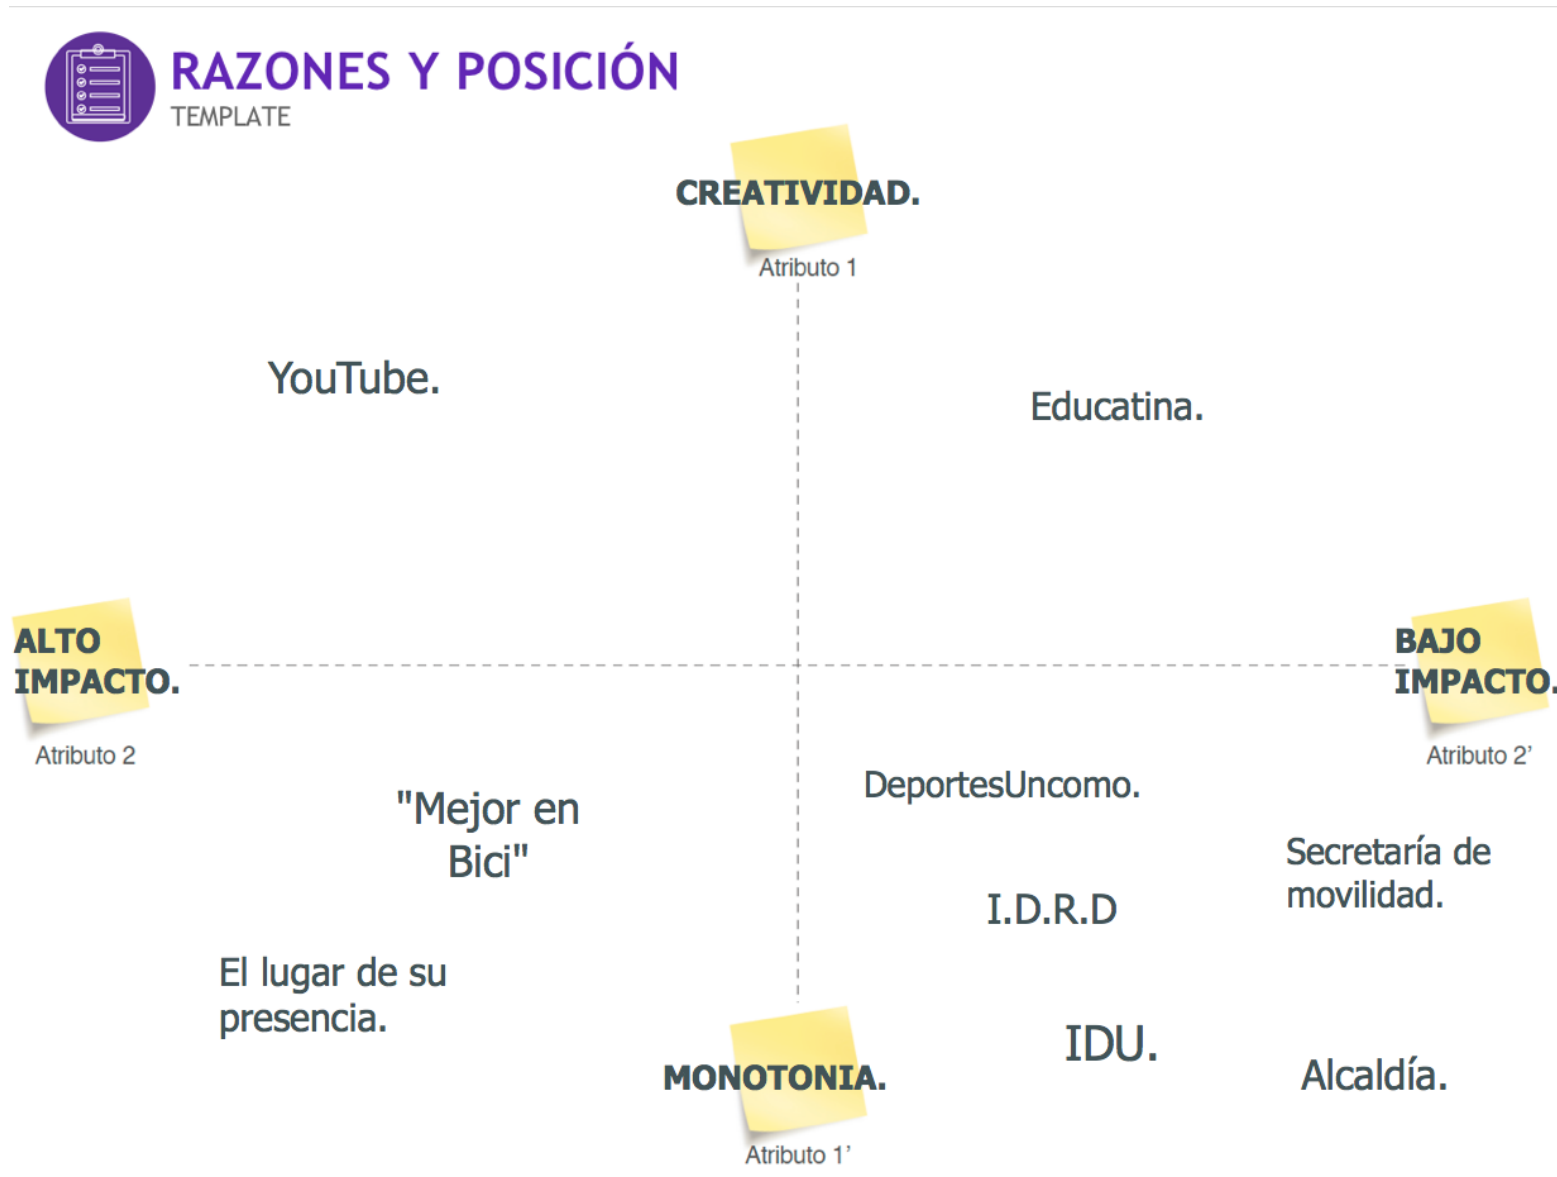 RAZONES Y POSICIÓN
TEMPLATE
CREATIVIDAD.
Atributo 1
YouTube.
Educatina.
ALTO
IMPACTO.
Atributo 2
BAJO
IMPACTO.
Atributo 2’
"Mejor en
Bici"
DeportesUncomo.
Secretaría de
movilidad.
I.D.R.D
El lugar de su
presencia.
IDU.
Alcaldía.
MONOTONIA.
Atributo 1’